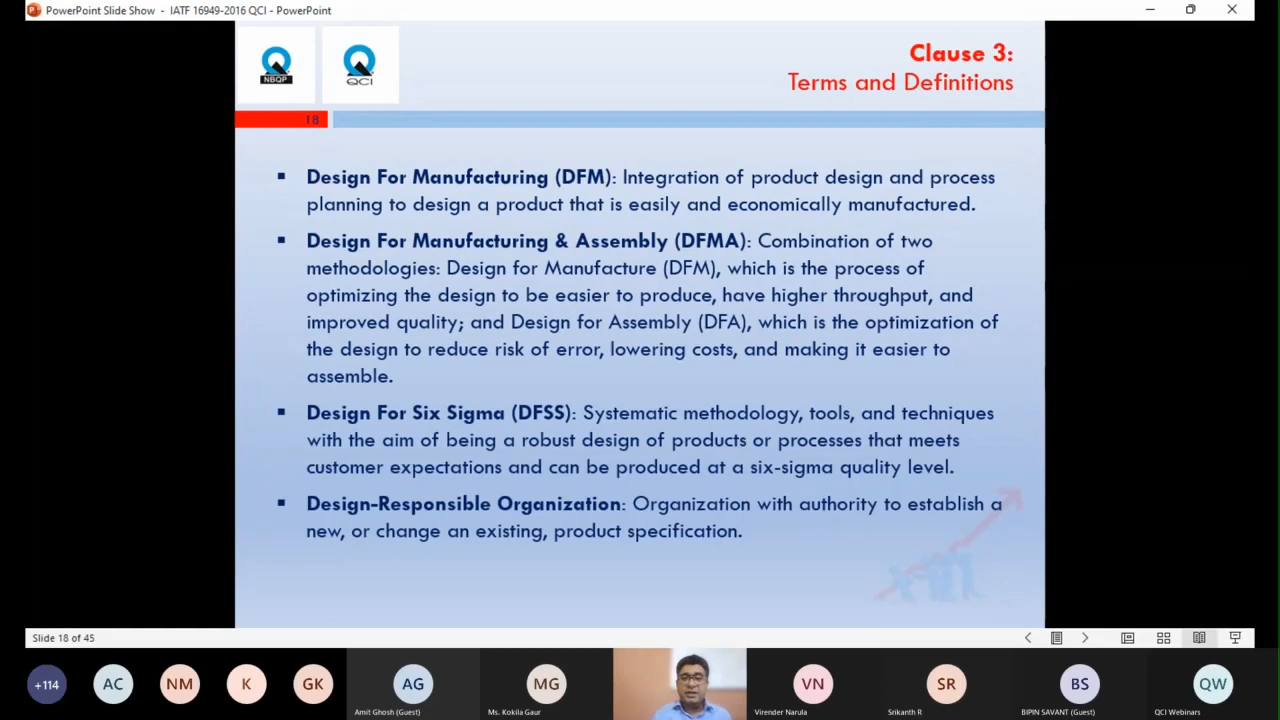 PowerPoint Slide Show - IATF 16949-2016 QCI - PowerPoint
NBQP
QCI
Clause 3:
Terms and Definitions
18
▪ Design For Manufacturing (DFM): Integration of product design and process
planning to design a product that is easily and economically manufactured.
▪ Design For Manufacturing & Assembly (DFMA): Combination of two
methodologies: Design for Manufacture (DFM), which is the process of
optimizing the design to be easier to produce, have higher throughput, and
improved quality; and Design for Assembly (DFA), which is the optimization of
the design to reduce risk of error, lowering costs, and making it easier to
assemble.
▪ Design For Six Sigma (DFSS): Systematic methodology, tools, and techniques
with the aim of being a robust design of products or processes that meets
customer expectations and can be produced at a six-sigma quality level.
▪ Design-Responsible Organization: Organization with authority to establish a
new, or change an existing, product specification.
Slide 18 of 45
+114
AC
NM
K
GK
AG
MG
VN
SR
BS
QW
Amit Ghosh (Guest)
Ms. Kokila Gaur
Virender Narula
Srikanth R
BIPIN SAVANT (Guest)
QCI Webinars